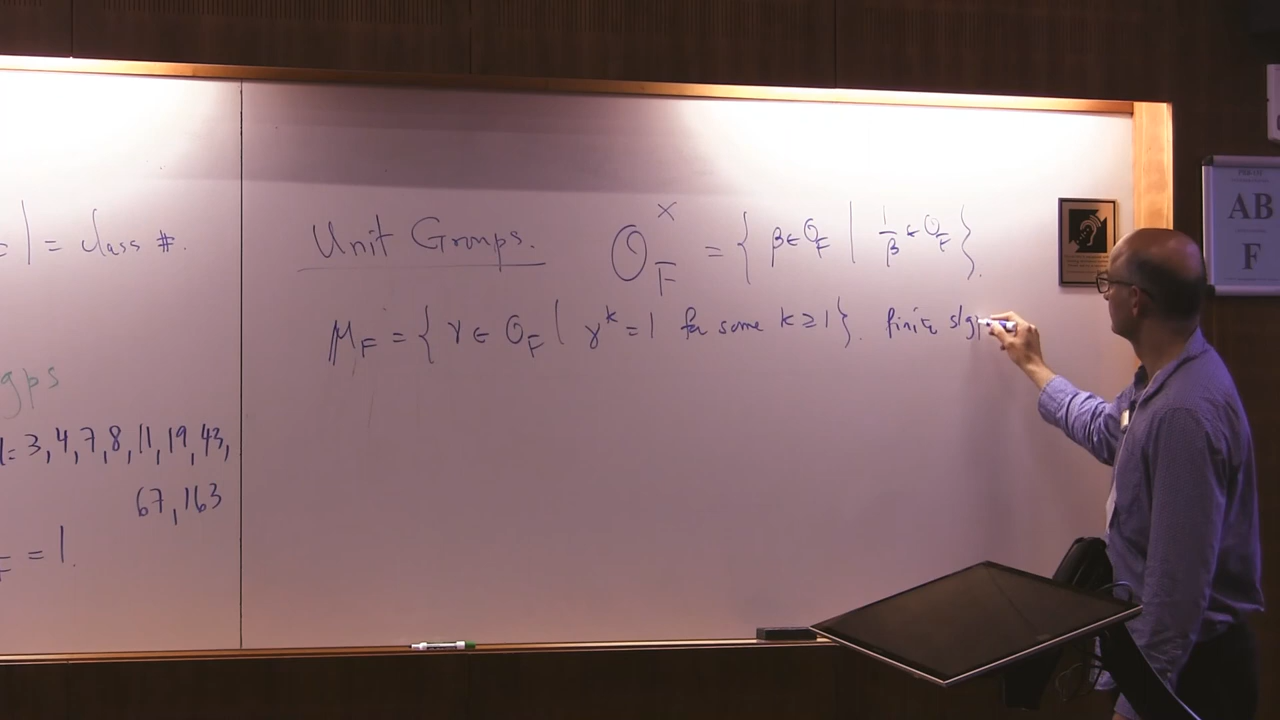 | = Class #.
gps
d = 3, 4, 7, 8, 11, 19, 43,
67, 163
F = 1.
Unit Groups. O_F^× = { β ∈ O_F | 1/β ∈ O_F }.
μ_F = { γ ∈ O_F | γ^k = 1 for some k ≥ 1 }. finite s/gp
AB
F